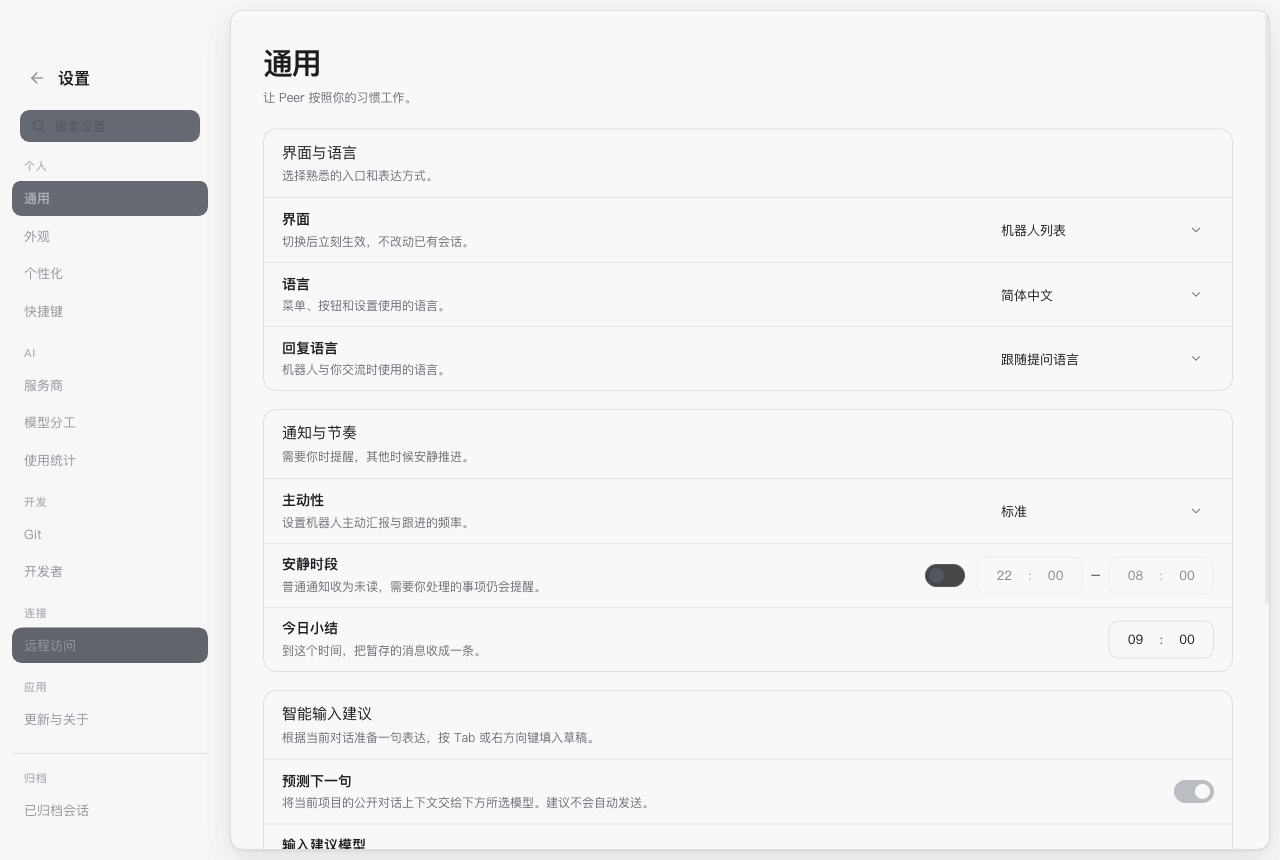 设置
搜索设置...
个人
通用
外观
个性化
快捷键
AI
服务商
模型分工
使用统计
开发
Git
开发者
连接
远程访问
应用
更新与关于
归档
已归档会话
通用
让 Peer 按照你的习惯工作。
界面与语言
选择熟悉的入口和表达方式。
界面
切换后立刻生效，不改动已有会话。
机器人列表
语言
菜单、按钮和设置使用的语言。
简体中文
回复语言
机器人与你交流时使用的语言。
跟随提问语言
通知与节奏
需要你时提醒，其他时候安静推进。
主动性
设置机器人主动汇报与跟进的频率。
标准
安静时段
普通通知收为未读，需要你处理的事项仍会提醒。
22 : 00 – 08 : 00
今日小结
到这个时间，把暂存的消息收成一条。
09 : 00
智能输入建议
根据当前对话准备一句表达，按 Tab 或右方向键填入草稿。
预测下一句
将当前项目的公开对话上下文交给下方所选模型。建议不会自动发送。
输入建议模型